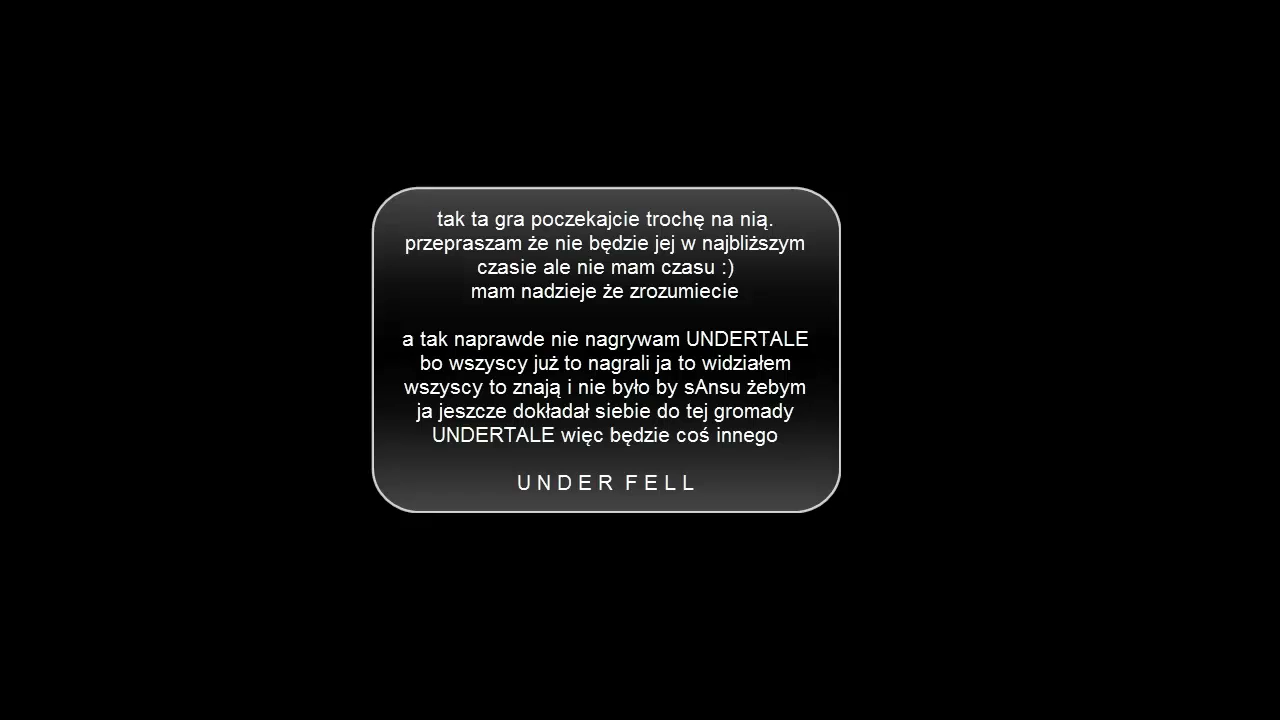 tak ta gra poczekajcie trochę na nią.
przepraszam że nie będzie jej w najbliższym
czasie ale nie mam czasu :)
mam nadzieje że zrozumiecie
a tak naprawde nie nagrywam UNDERTALE
bo wszyscy już to nagrali ja to widziałem
wszyscy to znają i nie było by sAnsu żebym
ja jeszcze dokładał siebie do tej gromady
UNDERTALE więc będzie coś innego
U N D E R  F E L L